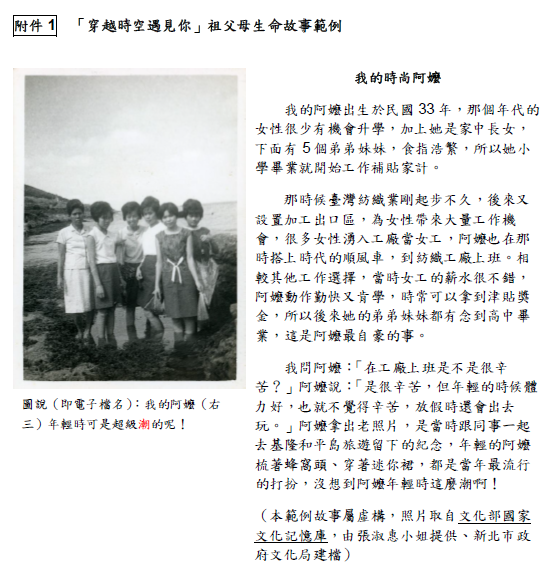 附件 1 「穿越時空遇見你」祖父母生命故事範例
我的時尚阿嬤
我的阿嬤出生於民國 33 年，那個年代的
女性很少有機會升學，加上她是家中長女，
下面有 5 個弟弟妹妹，食指浩繁，所以她小
學畢業就開始工作補貼家計。
那時候臺灣紡織業剛起步不久，後來又
設置加工出口區，為女性帶來大量工作機
會，很多女性湧入工廠當女工，阿嬤也在那
時搭上時代的順風車，到紡織工廠上班。相
較其他工作選擇，當時女工的薪水很不錯，
阿嬤動作勤快又肯學，時常可以拿到津貼獎
金，所以後來她的弟弟妹妹都有念到高中畢
業，這是阿嬤最自豪的事。
我問阿嬤：「在工廠上班是不是很辛
苦？」阿嬤說：「是很辛苦，但年輕的時候體
力好，也就不覺得辛苦，放假時還會出去
玩。」阿嬤拿出老照片，是當時跟同事一起
去基隆和平島旅遊留下的紀念，年輕的阿嬤
梳著蜂窩頭、穿著迷你裙，都是當年最流行
的打扮，沒想到阿嬤年輕時這麼潮啊！
（本範例故事屬虛構，照片取自文化部國家
文化記憶庫，由張淑惠小姐提供、新北市政
府文化局建檔）
圖說（即電子檔名）：我的阿嬤（右
三）年輕時可是超級潮的呢！